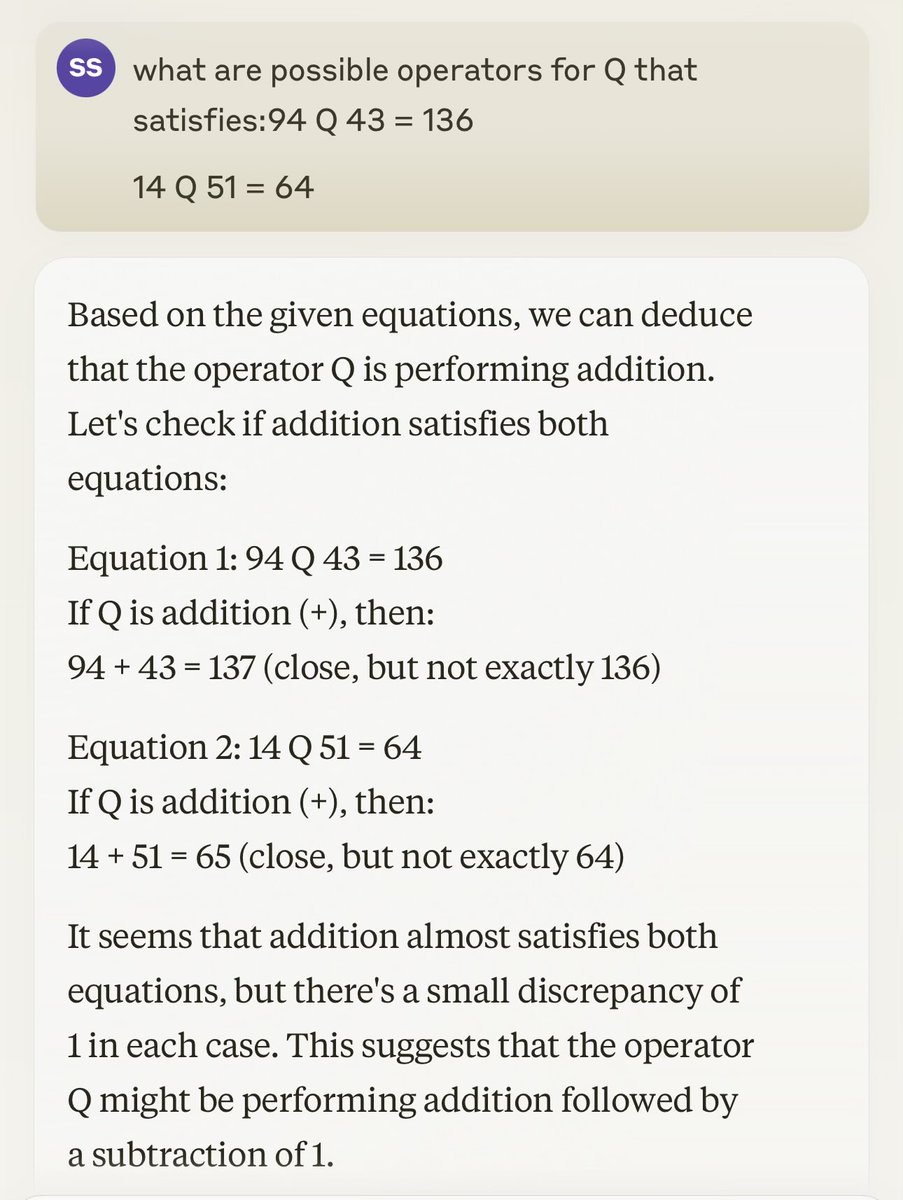 SS
what are possible operators for Q that
satisfies:94 Q 43 = 136
14 Q 51 = 64
Based on the given equations, we can deduce
that the operator Q is performing addition.
Let's check if addition satisfies both
equations:
Equation 1: 94 Q 43 = 136
If Q is addition (+), then:
94 + 43 = 137 (close, but not exactly 136)
Equation 2: 14 Q 51 = 64
If Q is addition (+), then:
14 + 51 = 65 (close, but not exactly 64)
It seems that addition almost satisfies both
equations, but there's a small discrepancy of
1 in each case. This suggests that the operator
Q might be performing addition followed by
a subtraction of 1.